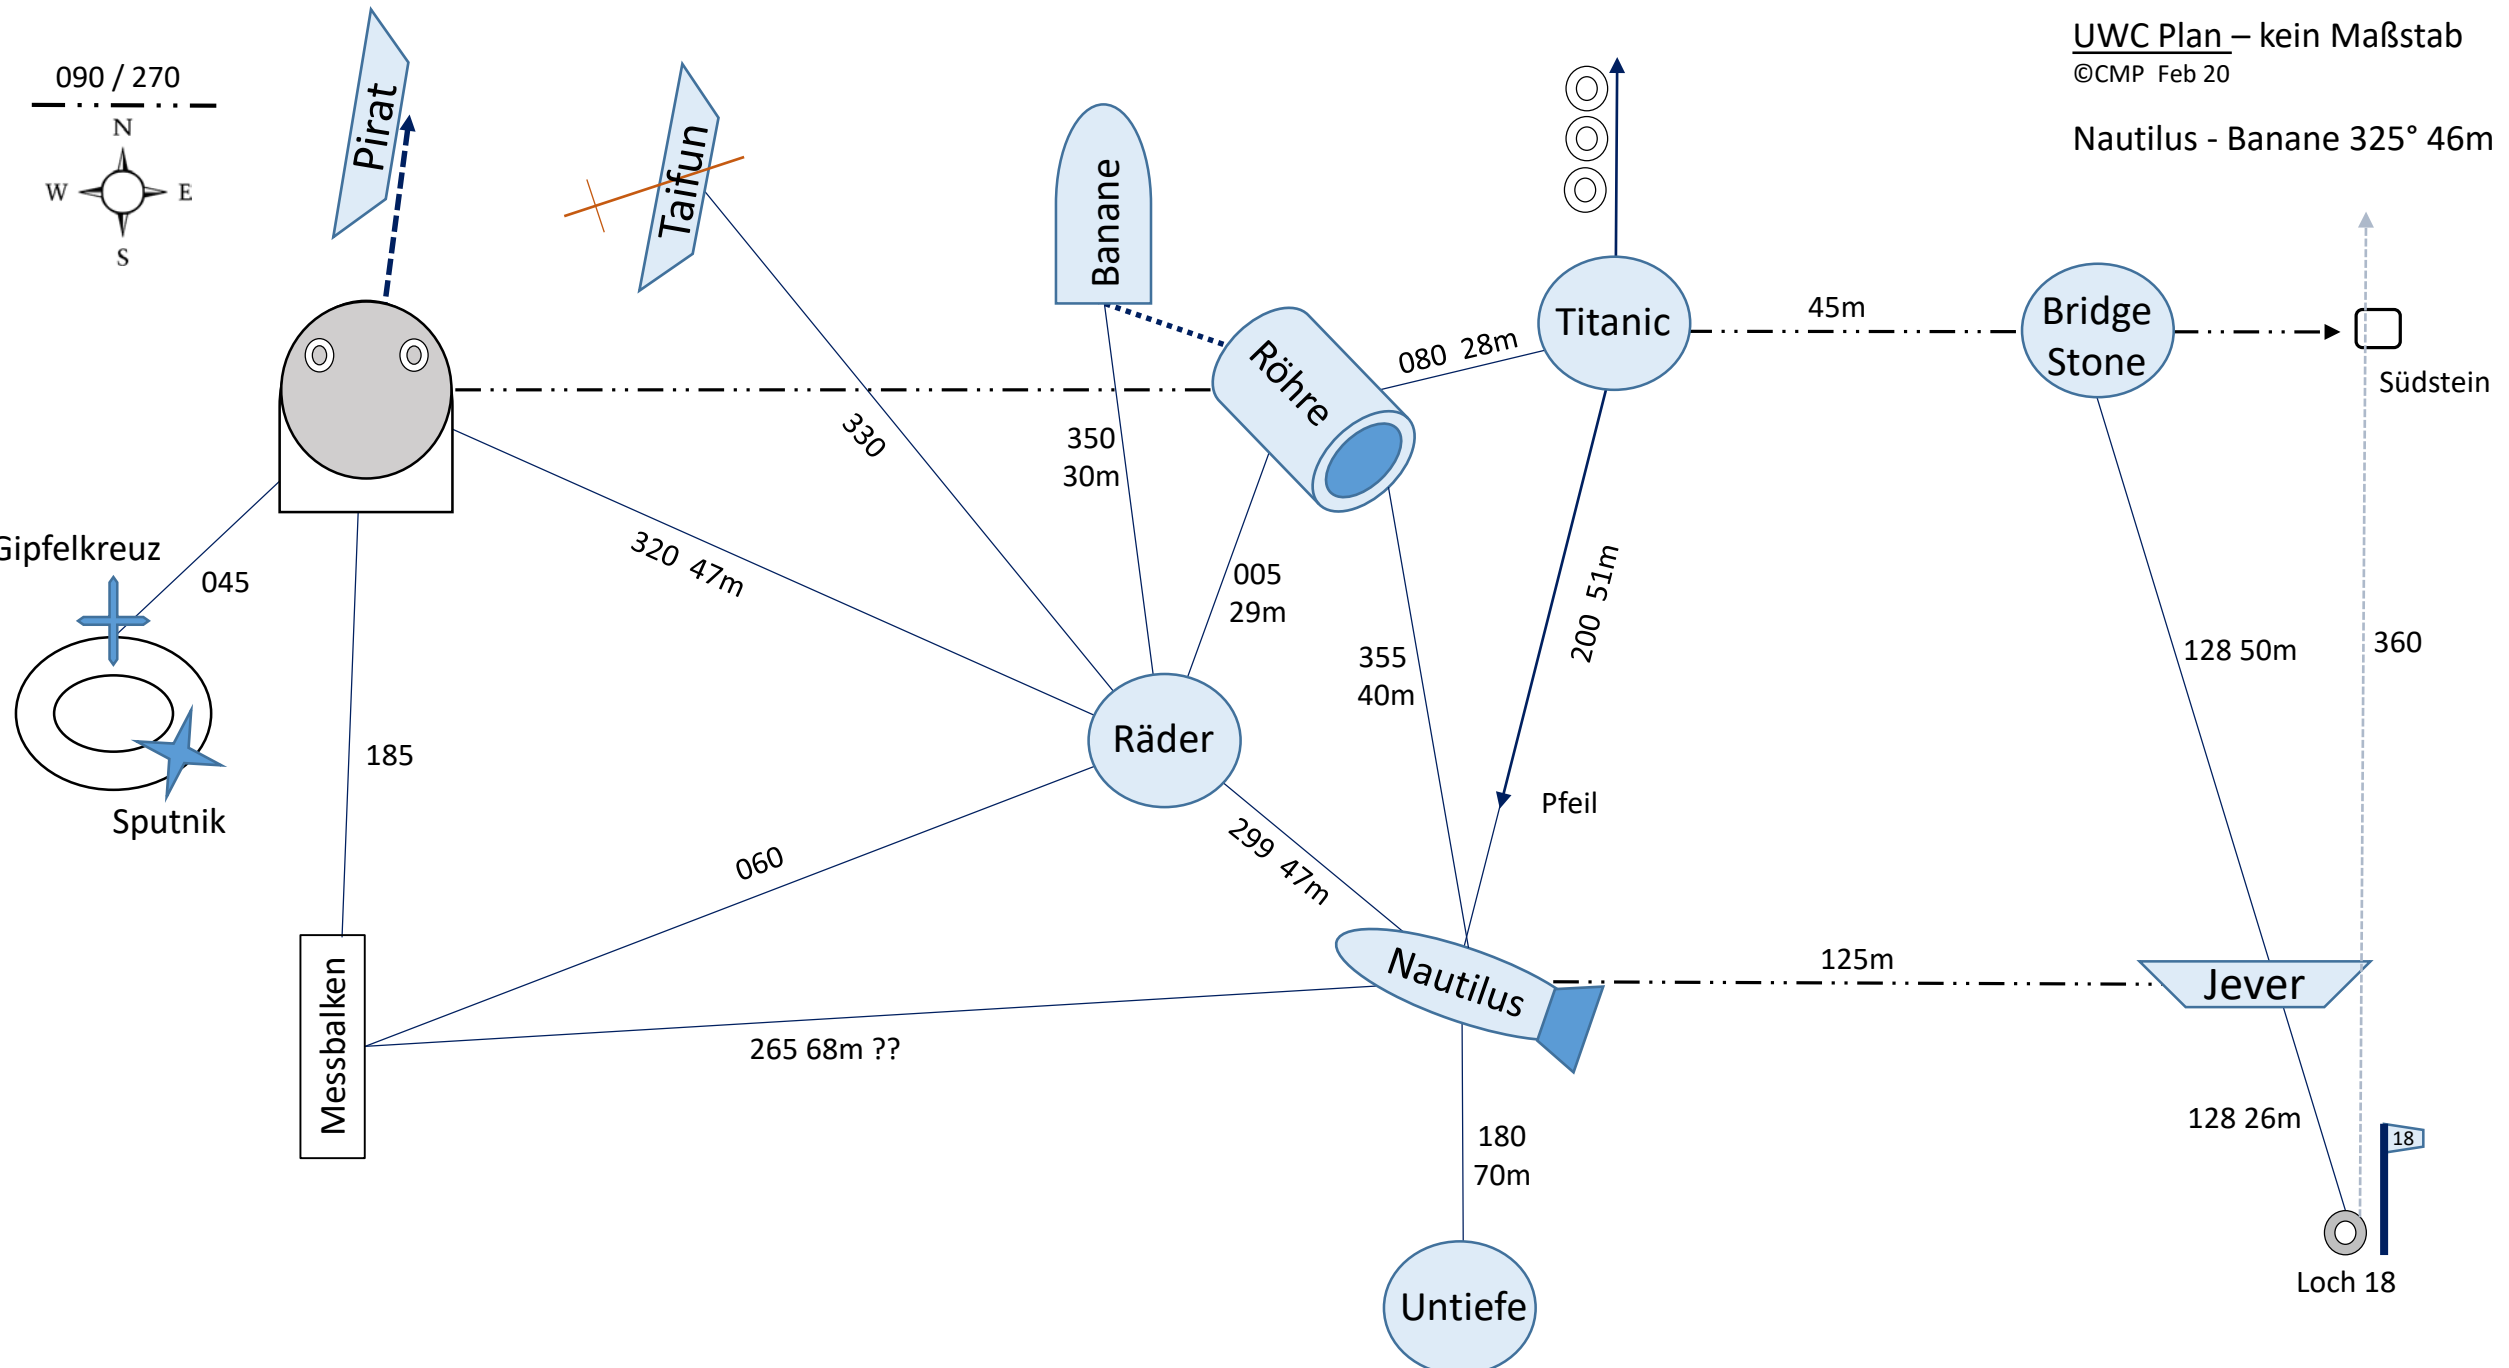 UWC Plan – kein Maßstab
©CMP Feb 20
Nautilus - Banane 325° 46m
090 / 270
N
W E
S
Pirat
Taifun
Banane
Röhre
080 28m
Titanic
45m
Bridge
Stone
Südstein
330
350
30m
320 47m
005
29m
Gipfelkreuz
045
Sputnik
185
355
40m
200 51m
128 50m
360
Räder
Pfeil
060
299 47m
Nautilus
125m
Jever
Messbalken
265 68m ??
180
70m
128 26m
18
Loch 18
Untiefe